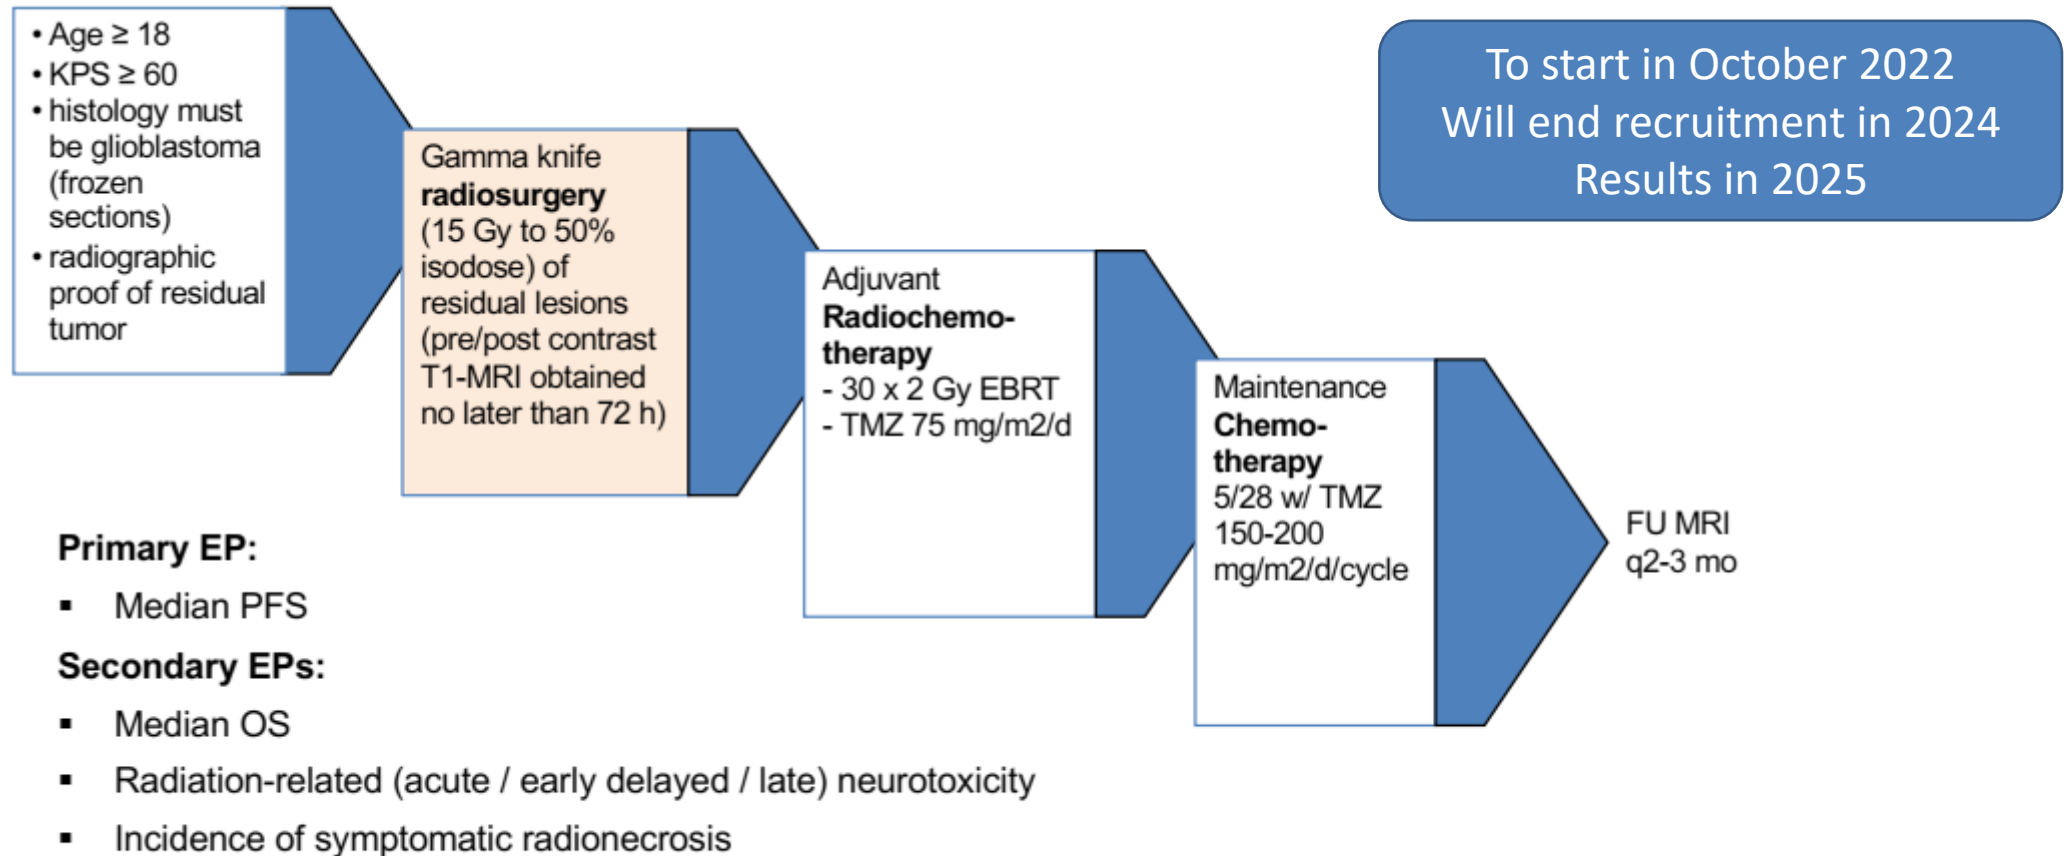 • Age ≥ 18
• KPS ≥ 60
• histology must
be glioblastoma
(frozen
sections)
• radiographic
proof of residual
tumor
Gamma knife
radiosurgery
(15 Gy to 50%
isodose) of
residual lesions
(pre/post contrast
T1-MRI obtained
no later than 72 h)
Adjuvant
Radiochemo-
therapy
- 30 x 2 Gy EBRT
- TMZ 75 mg/m2/d
Maintenance
Chemo-
therapy
5/28 w/ TMZ
150-200
mg/m2/d/cycle
FU MRI
q2-3 mo
To start in October 2022
Will end recruitment in 2024
Results in 2025
Primary EP:
▪ Median PFS
Secondary EPs:
▪ Median OS
▪ Radiation-related (acute / early delayed / late) neurotoxicity
▪ Incidence of symptomatic radionecrosis